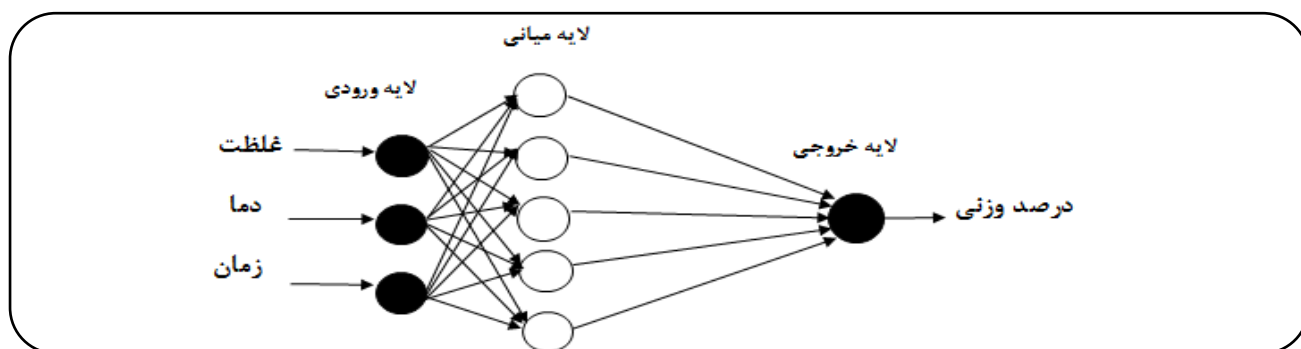 لایه میانی
لایه ورودی
غلظت
لایه خروجی
دما
درصد وزنی
زمان